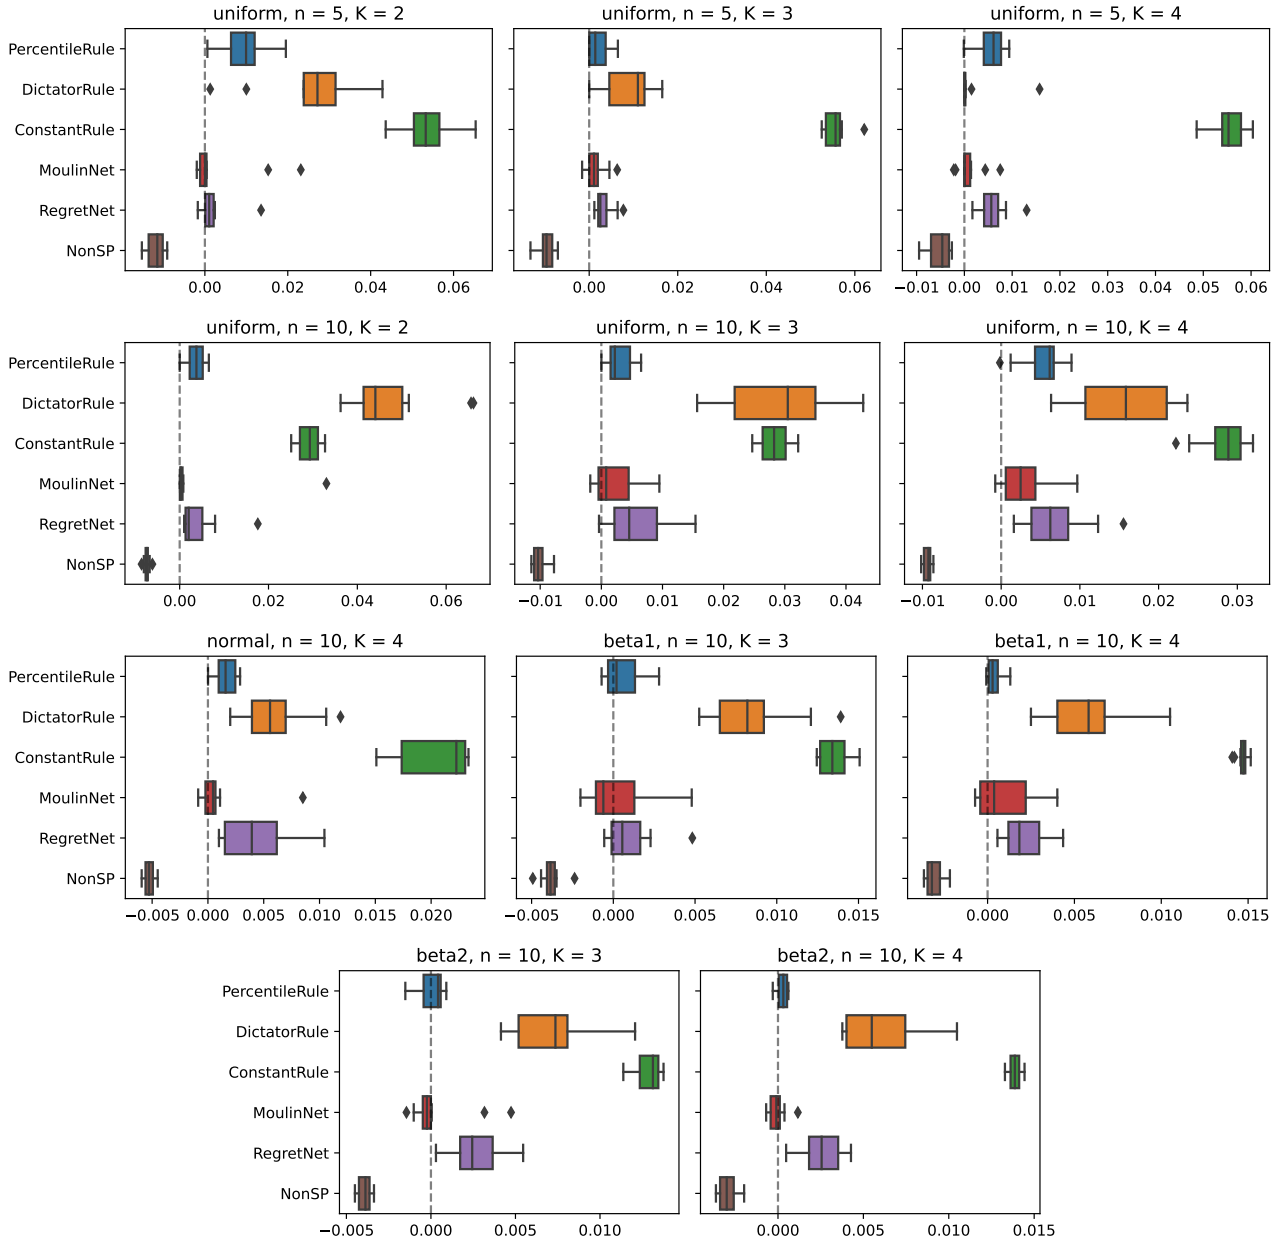 uniform, n = 5, K = 2
uniform, n = 5, K = 3
uniform, n = 5, K = 4
PercentileRule
DictatorRule
ConstantRule
MoulinNet
RegretNet
NonSP
0.00 0.02 0.04 0.06
0.00 0.02 0.04 0.06
−0.01 0.00 0.01 0.02 0.03 0.04 0.05 0.06
uniform, n = 10, K = 2
uniform, n = 10, K = 3
uniform, n = 10, K = 4
PercentileRule
DictatorRule
ConstantRule
MoulinNet
RegretNet
NonSP
0.00 0.02 0.04 0.06
−0.01 0.00 0.01 0.02 0.03 0.04
−0.01 0.00 0.01 0.02 0.03
normal, n = 10, K = 4
beta1, n = 10, K = 3
beta1, n = 10, K = 4
PercentileRule
DictatorRule
ConstantRule
MoulinNet
RegretNet
NonSP
−0.005 0.000 0.005 0.010 0.015 0.020
−0.005 0.000 0.005 0.010 0.015
0.000 0.005 0.010 0.015
beta2, n = 10, K = 3
beta2, n = 10, K = 4
PercentileRule
DictatorRule
ConstantRule
MoulinNet
RegretNet
NonSP
−0.005 0.000 0.005 0.010
0.000 0.005 0.010 0.015